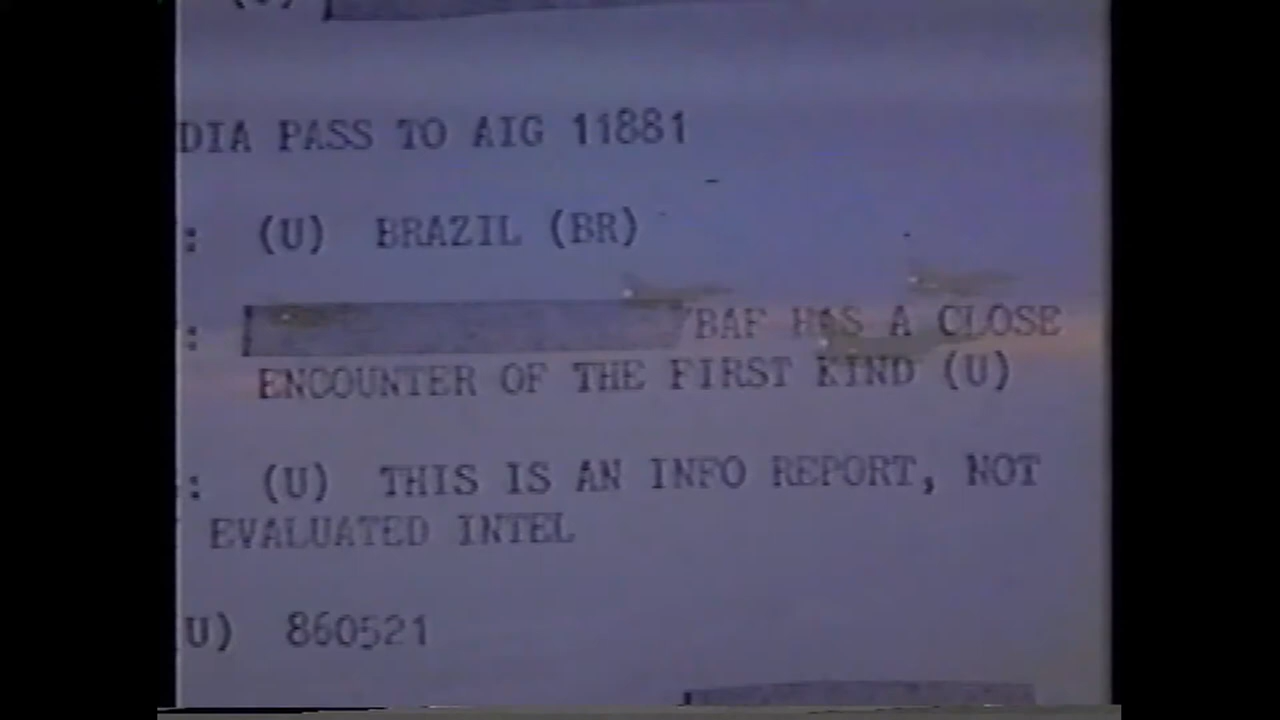 DIA PASS TO AIG 11881
: (U) BRAZIL (BR)
: /BAF HAS A CLOSE
ENCOUNTER OF THE FIRST KIND (U)
: (U) THIS IS AN INFO REPORT, NOT
EVALUATED INTEL
U) 860521